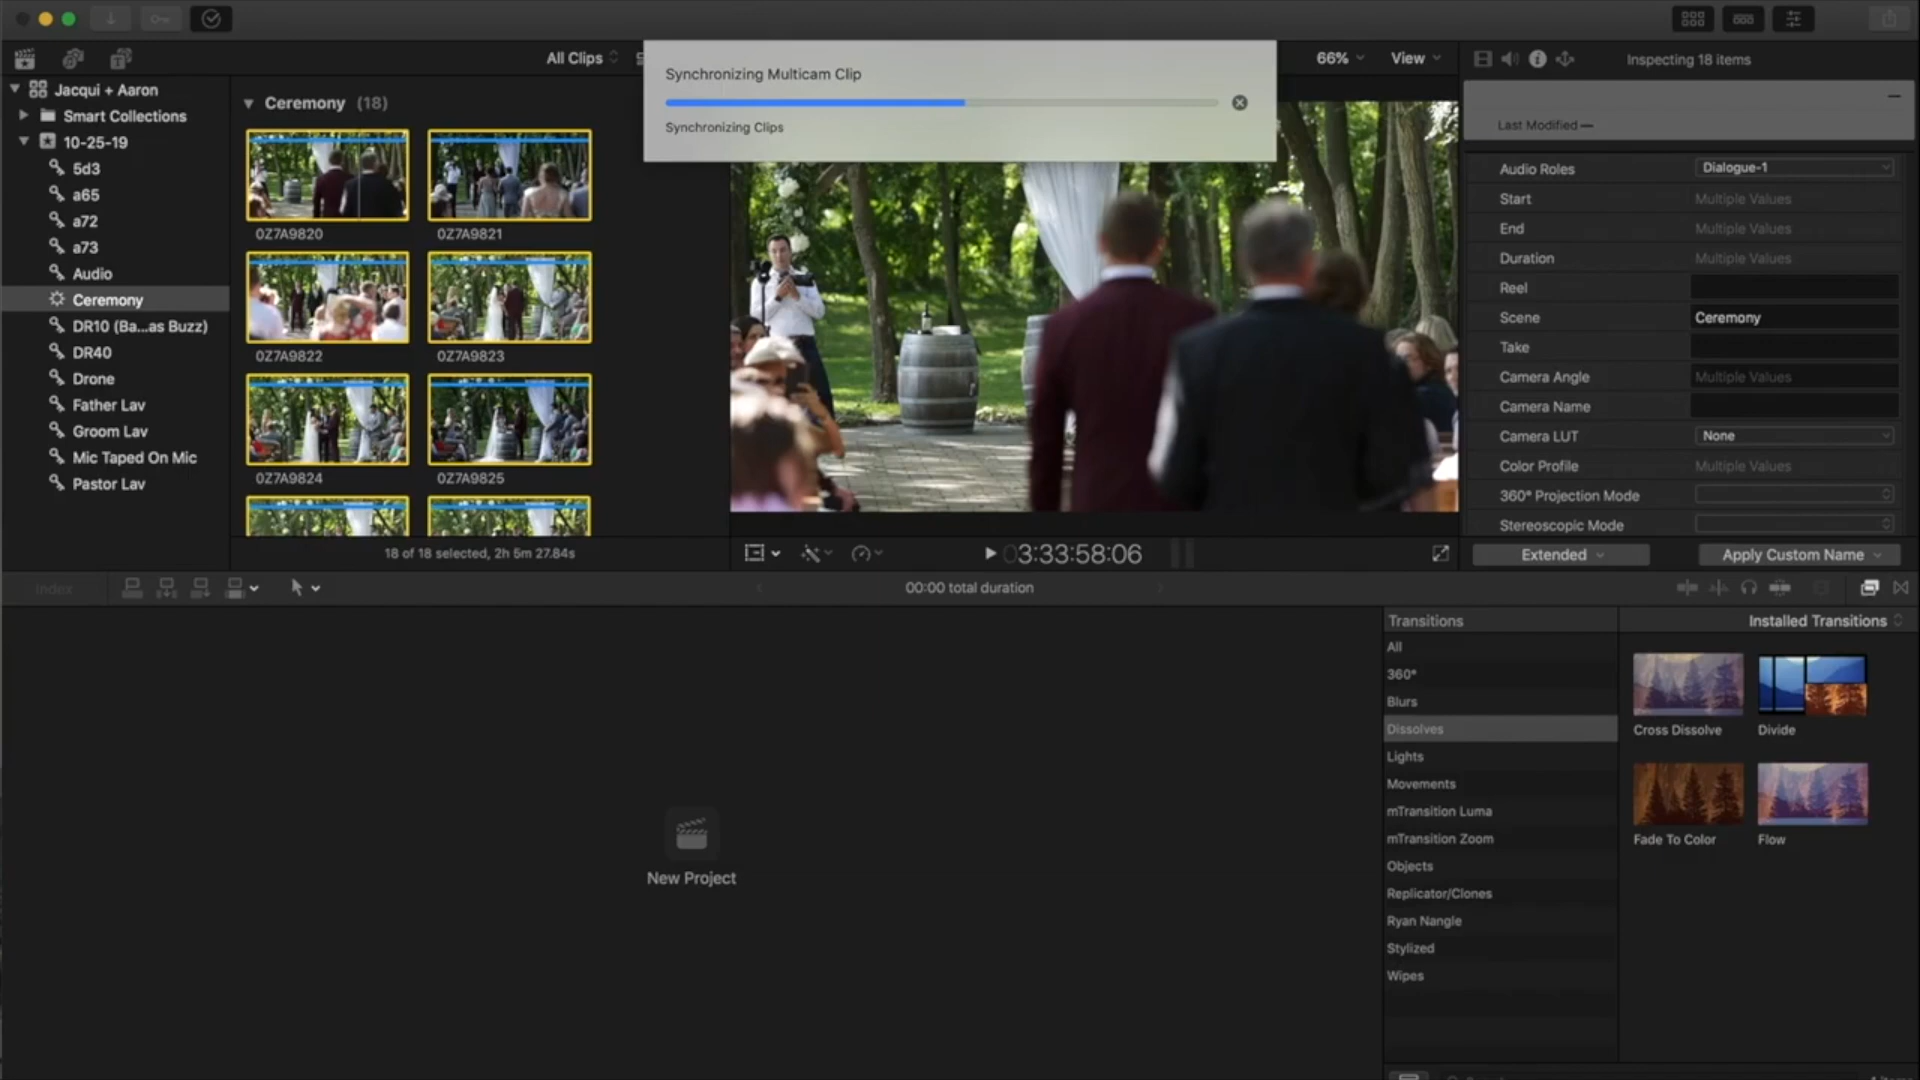 All Clips
Synchronizing Multicam Clip
Synchronizing Clips
66%
View
Inspecting 18 items
Jacqui + Aaron
Smart Collections
10-25-19
5d3
a65
a72
a73
Audio
Ceremony
DR10 (Ba...as Buzz)
DR40
Drone
Father Lav
Groom Lav
Mic Taped On Mic
Pastor Lav
Ceremony (18)
0Z7A9820
0Z7A9821
0Z7A9822
0Z7A9823
0Z7A9824
0Z7A9825
18 of 18 selected, 2h 5m 27.84s
03:33:58:06
Last Modified —
Audio Roles Dialogue-1
Start Multiple Values
End Multiple Values
Duration Multiple Values
Reel
Scene Ceremony
Take
Camera Angle Multiple Values
Camera Name
Camera LUT None
Color Profile Multiple Values
360° Projection Mode
Stereoscopic Mode
Extended
Apply Custom Name
Index
00:00 total duration
New Project
Transitions
Installed Transitions
All
360°
Blurs
Dissolves
Lights
Movements
mTransition Luma
mTransition Zoom
Objects
Replicator/Clones
Ryan Nangle
Stylized
Wipes
Cross Dissolve
Divide
Fade To Color
Flow